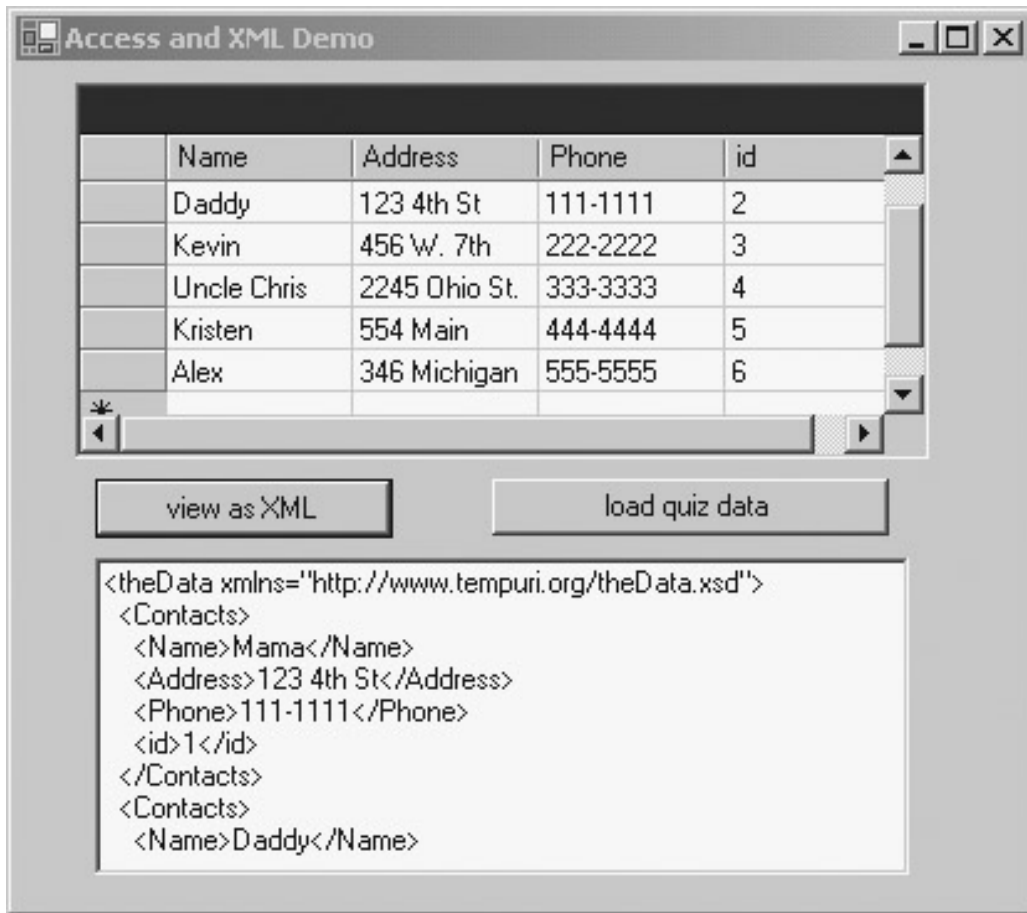 Access and XML Demo
Name Address Phone id
Daddy 123 4th St 111-1111 2
Kevin 456 W. 7th 222-2222 3
Uncle Chris 2245 Ohio St. 333-3333 4
Kristen 554 Main 444-4444 5
Alex 346 Michigan 555-5555 6
view as XML load quiz data
<theData xmlns="http://www.tempuri.org/theData.xsd">
<Contacts>
<Name>Mama</Name>
<Address>123 4th St</Address>
<Phone>111-1111</Phone>
<id>1</id>
</Contacts>
<Contacts>
<Name>Daddy</Name>